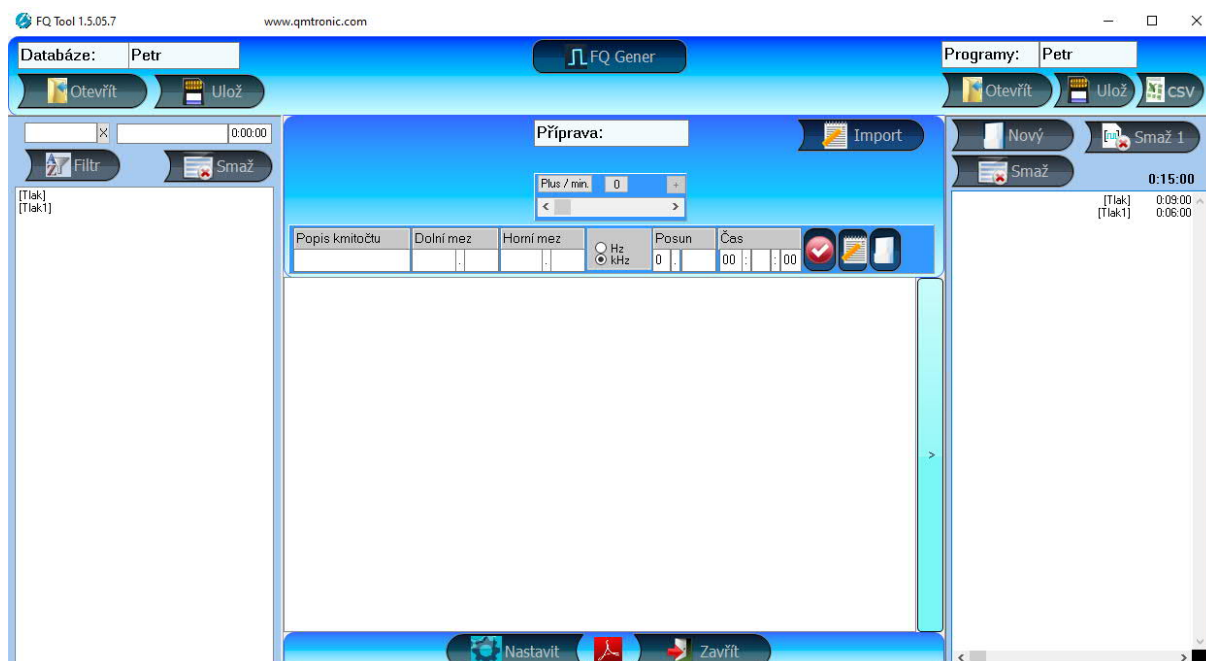 FQ Tool 1.5.05.7 www.qmtronic.com
Databáze: Petr
FQ Gener
Programy: Petr
Otevřít Ulož
Otevřít Ulož CSV
X 0:00:00
Filtr Smaž
[Tlak]
[Tlak1]
Příprava:
Import
Plus / min. 0 +
< >
Popis kmitočtu Dolní mez Horní mez Hz Posun Čas
. . kHz 0 . 00 : : 00
>
Nastavit Zavřít
Nový Smaž 1
Smaž 0:15:00
[Tlak] 0:09:00
[Tlak1] 0:06:00
< >